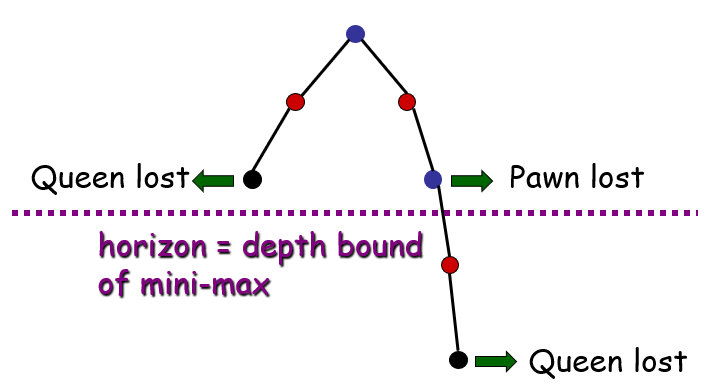 Queen lost
Pawn lost
horizon = depth bound
of mini-max
Queen lost